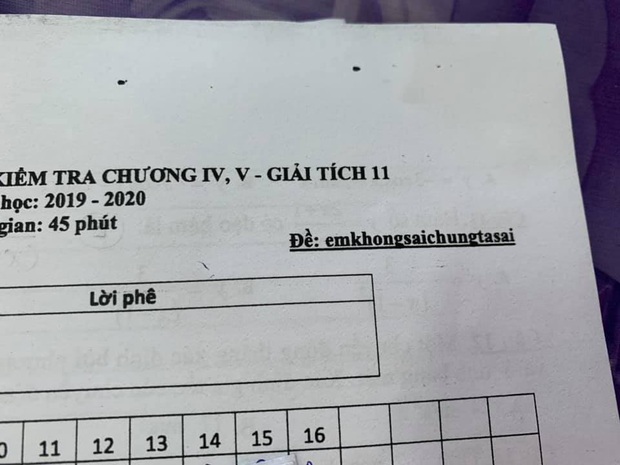 KIỂM TRA CHƯƠNG IV, V - GIẢI TÍCH 11
học: 2019 - 2020
gian: 45 phút
Đề: emkhongsaichungtasai
Lời phê
0 11 12 13 14 15 16